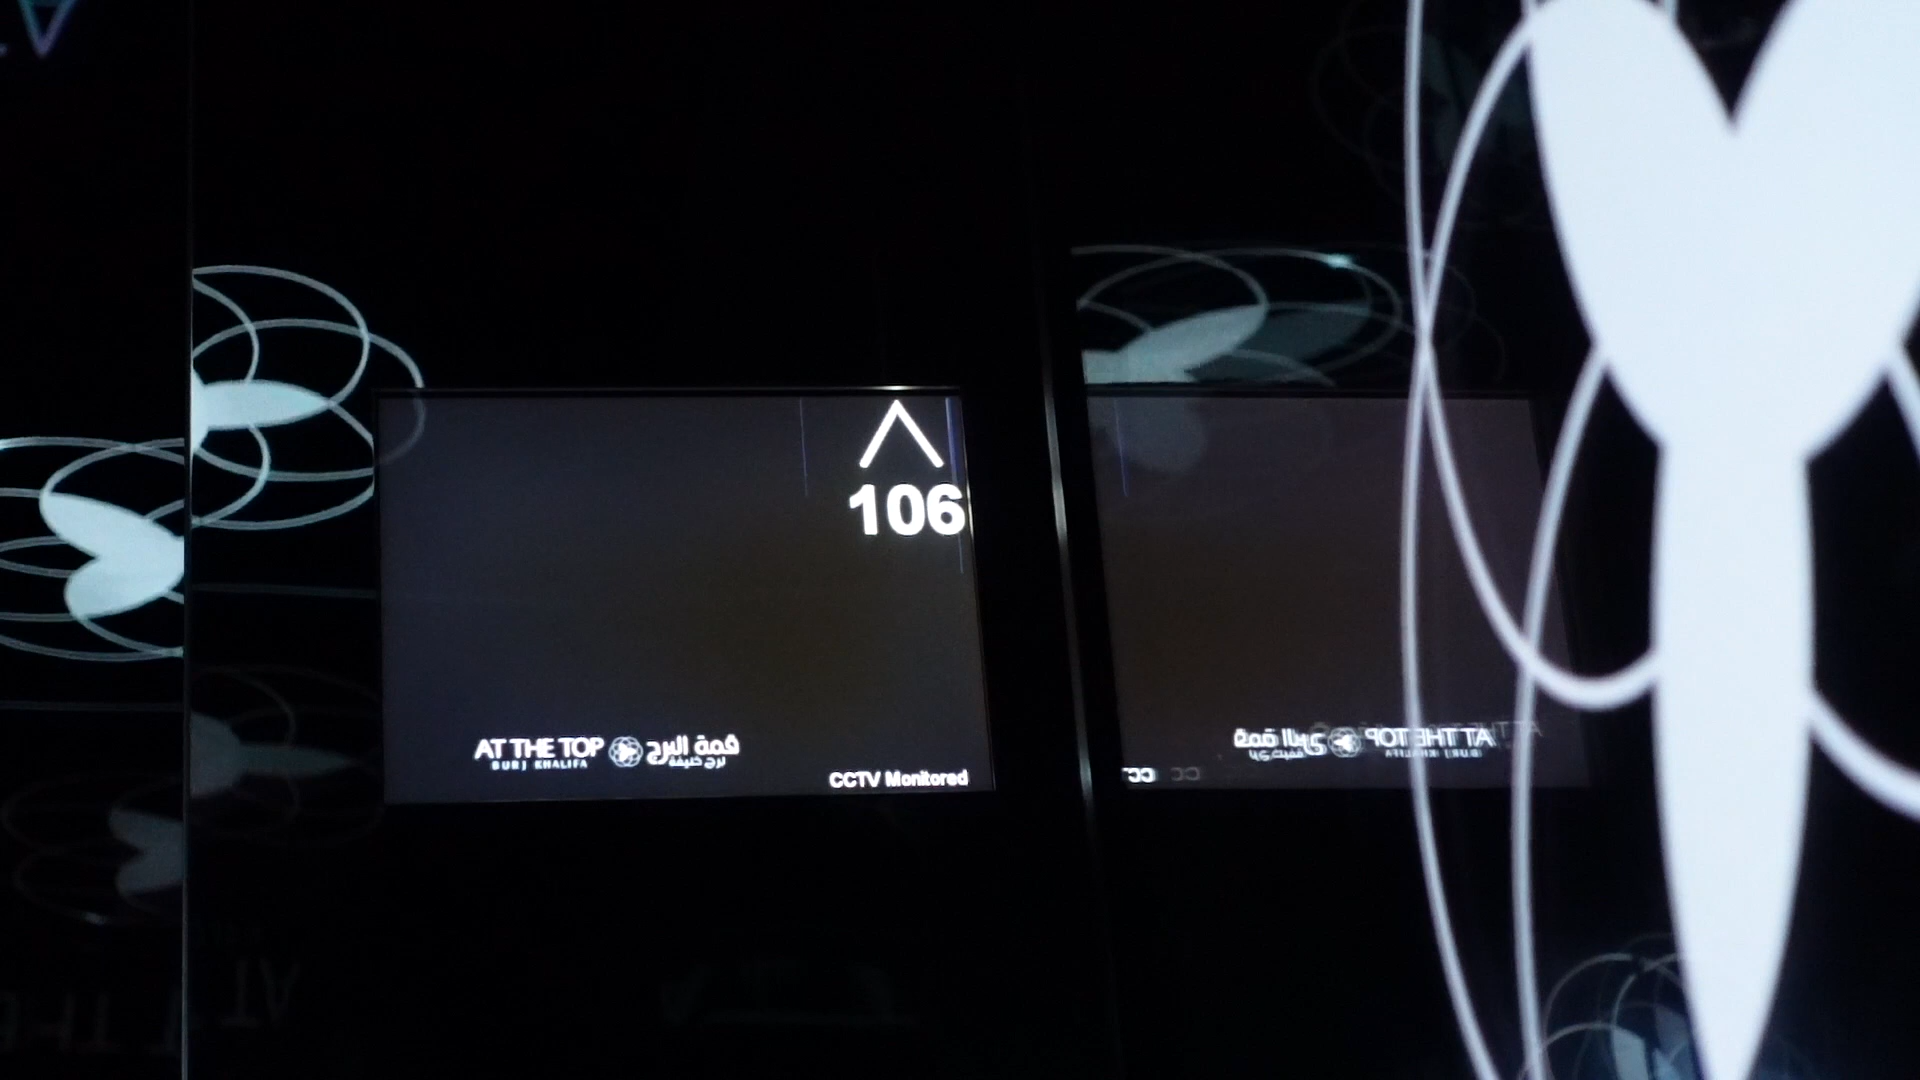 106
AT THE TOP
BURJ KHALIFA
قمة البرج
برج خليفة
CCTV Monitored